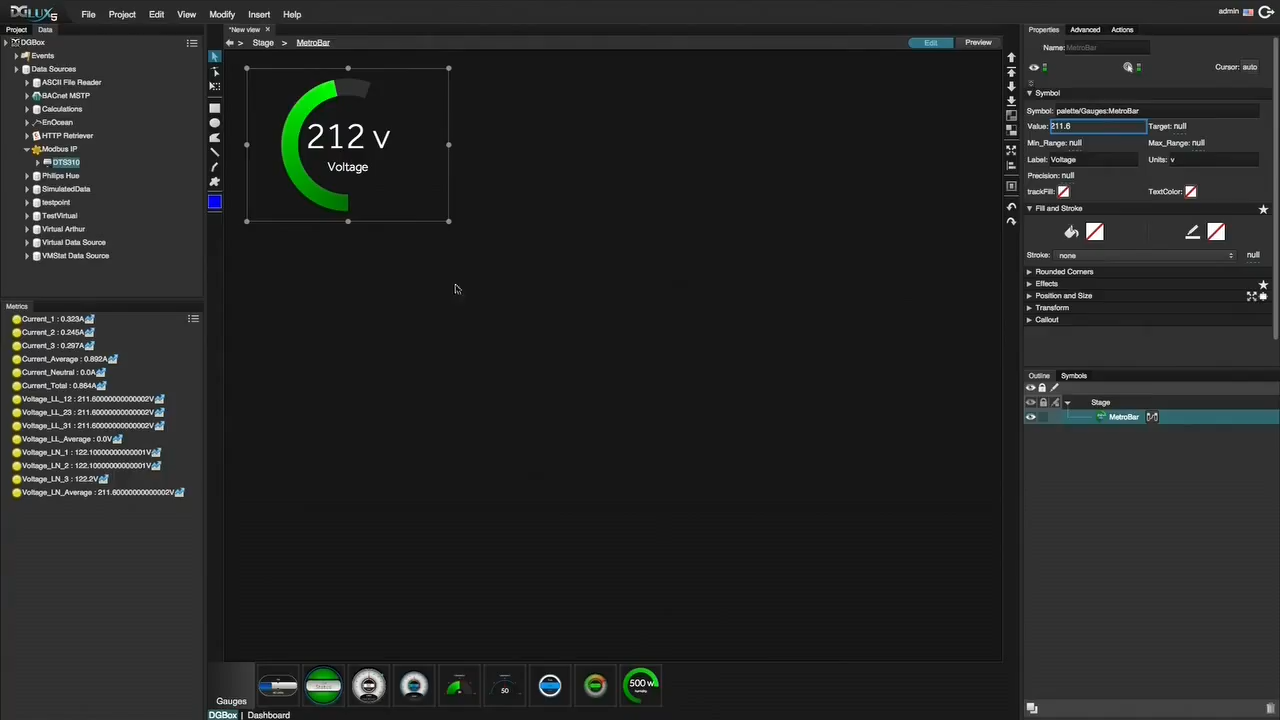 DGLUX5
File Project Edit View Modify Insert Help
admin
Project Data
DGBox
Events
Data Sources
ASCII File Reader
BACnet MSTP
Calculations
EnOcean
HTTP Retriever
Modbus IP
DTS310
Philips Hue
SimulatedData
testpoint
TestVirtual
Virtual Arthur
Virtual Data Source
VMStat Data Source
Metrics
Current_1 : 0.323A
Current_2 : 0.245A
Current_3 : 0.297A
Current_Average : 0.892A
Current_Neutral : 0.0A
Current_Total : 0.864A
Voltage_LL_12 : 211.60000000000002V
Voltage_LL_23 : 211.60000000000002V
Voltage_LL_31 : 211.60000000000002V
Voltage_LL_Average : 0.0V
Voltage_LN_1 : 122.10000000000001V
Voltage_LN_2 : 122.10000000000001V
Voltage_LN_3 : 122.2V
Voltage_LN_Average : 211.60000000000002V
*New view ×
Stage > MetroBar
Edit Preview
212 v
Voltage
Gauges
Status
50
500 w
humidity
DGBox | Dashboard
Properties Advanced Actions
Name: MetroBar
Cursor: auto
Symbol
Symbol: palette/Gauges:MetroBar
Value: 211.6 Target: null
Min_Range: null Max_Range: null
Label: Voltage Units: v
Precision: null
trackFill: TextColor:
Fill and Stroke
Stroke: none null
Rounded Corners
Effects
Position and Size
Transform
Callout
Outline Symbols
Stage
MetroBar